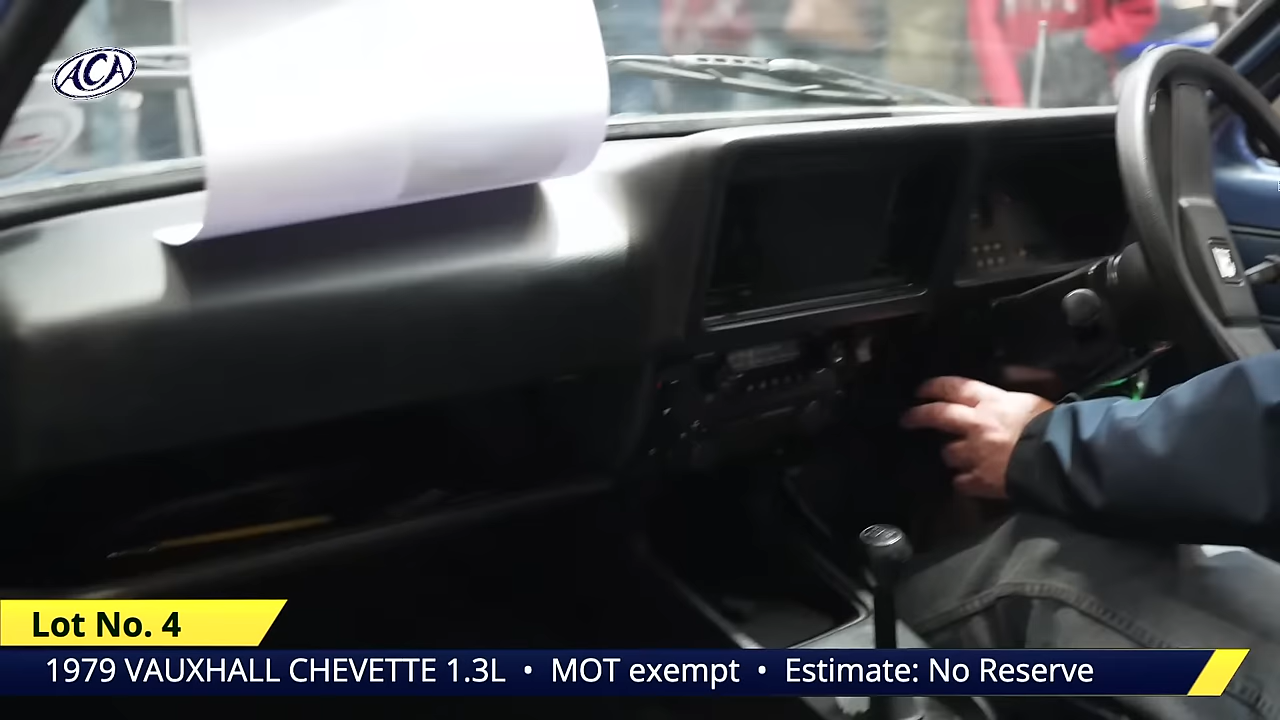 ACA
Lot No. 4
1979 VAUXHALL CHEVETTE 1.3L • MOT exempt • Estimate: No Reserve